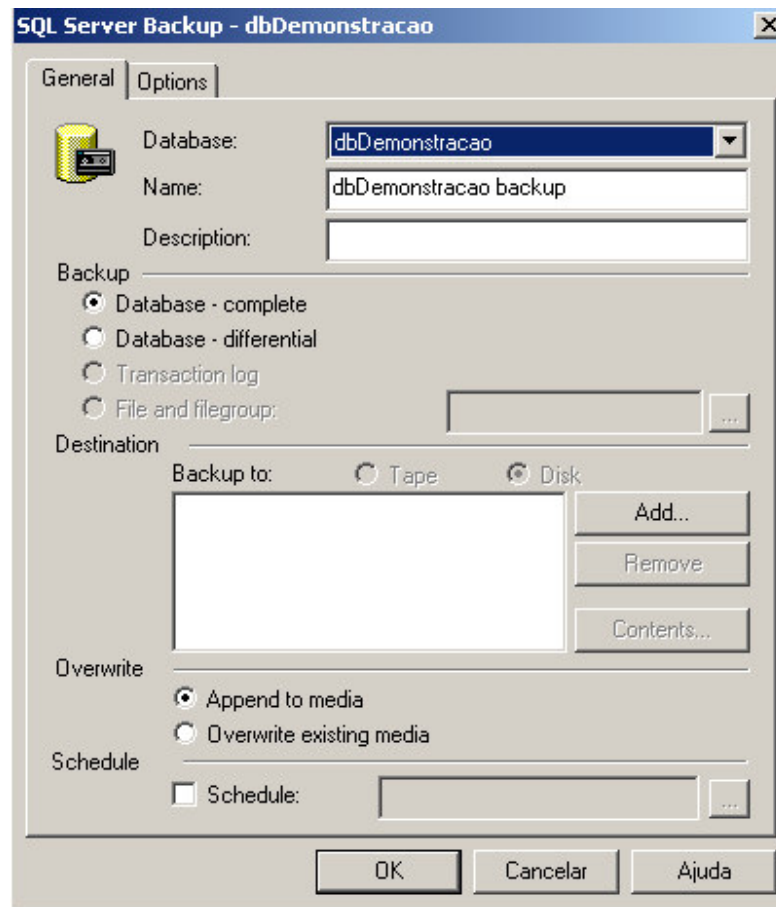 SQL Server Backup - dbDemonstracao
General Options
Database: dbDemonstracao
Name: dbDemonstracao backup
Description:
Backup
Database - complete
Database - differential
Transaction log
File and filegroup: ...
Destination
Backup to: Tape Disk
Add...
Remove
Contents...
Overwrite
Append to media
Overwrite existing media
Schedule
Schedule: ...
OK Cancelar Ajuda